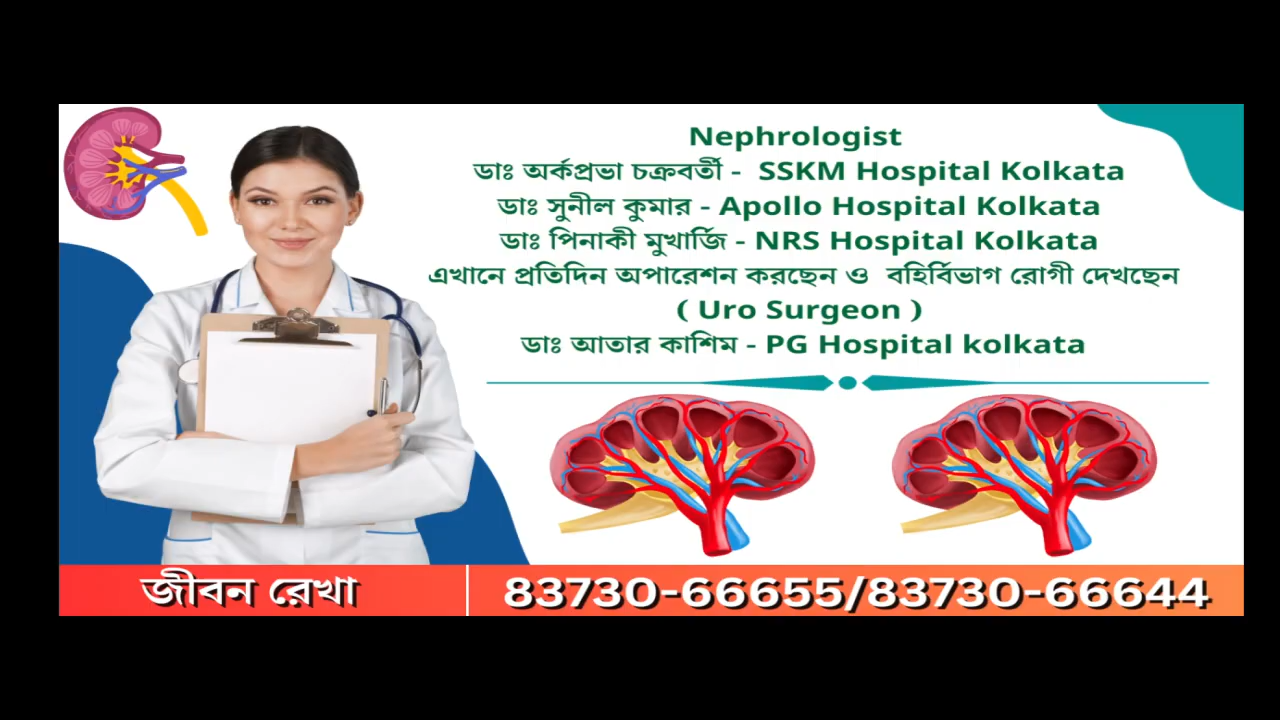 Nephrologist
ডাঃ অর্কপ্রভা চক্রবর্তী - SSKM Hospital Kolkata
ডাঃ সুনীল কুমার - Apollo Hospital Kolkata
ডাঃ পিনাকী মুখার্জি - NRS Hospital Kolkata
এখানে প্রতিদিন অপারেশন করছেন ও বহির্বিভাগ রোগী দেখছেন
( Uro Surgeon )
ডাঃ আতার কাশিম - PG Hospital kolkata
জীবন রেখা
83730-66655/83730-66644